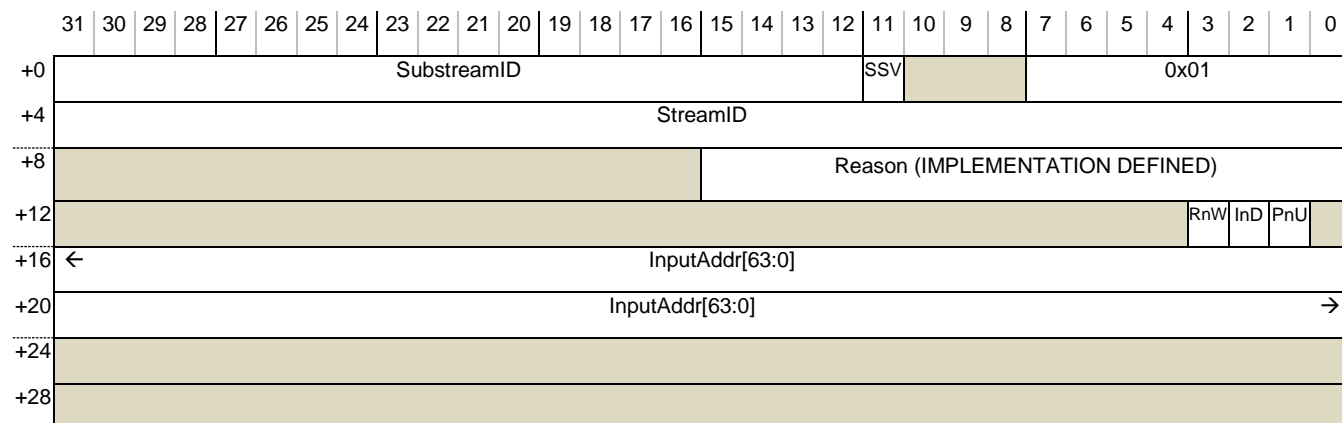 31 30 29 28 27 26 25 24 23 22 21 20 19 18 17 16 15 14 13 12 11 10 9 8 7 6 5 4 3 2 1 0
+0 SubstreamID SSV 0x01
+4 StreamID
+8 Reason (IMPLEMENTATION DEFINED)
+12 RnW InD PnU
+16 ← InputAddr[63:0]
+20 InputAddr[63:0] →
+24
+28